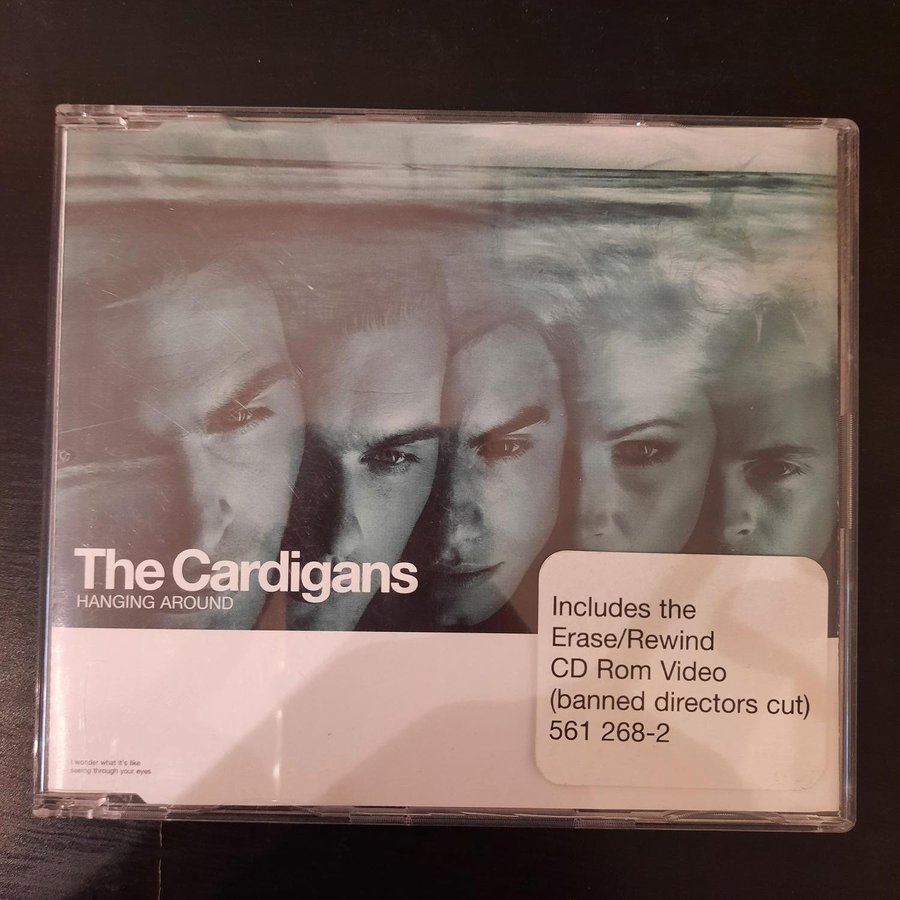 The Cardigans
HANGING AROUND
Includes the
Erase/Rewind
CD Rom Video
(banned directors cut)
561 268-2
I wonder what it's like
seeing through your eyes